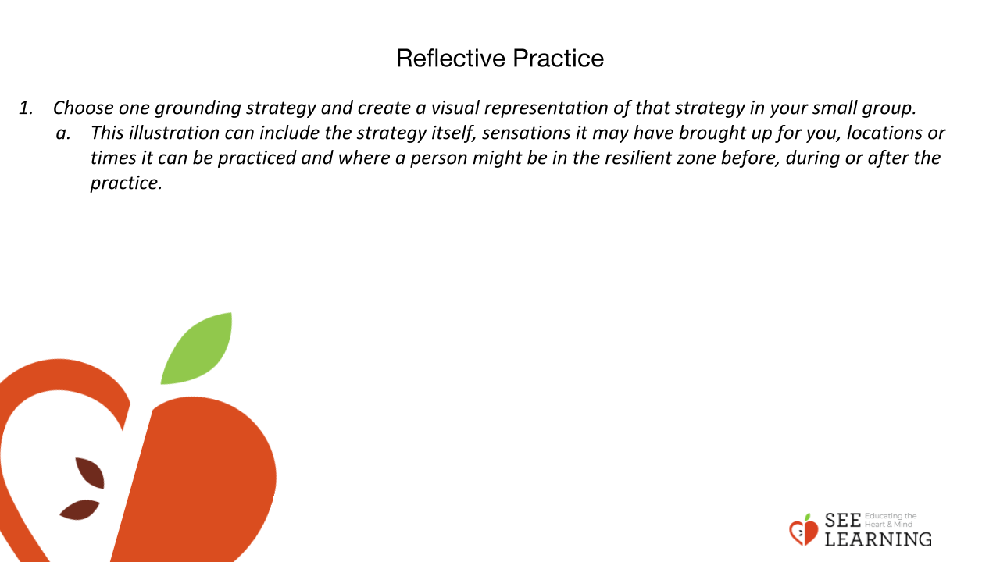 Reflective Practice
1. Choose one grounding strategy and create a visual representation of that strategy in your small group.
a. This illustration can include the strategy itself, sensations it may have brought up for you, locations or
times it can be practiced and where a person might be in the resilient zone before, during or after the
practice.
SEE Educating the
Heart & Mind
LEARNING